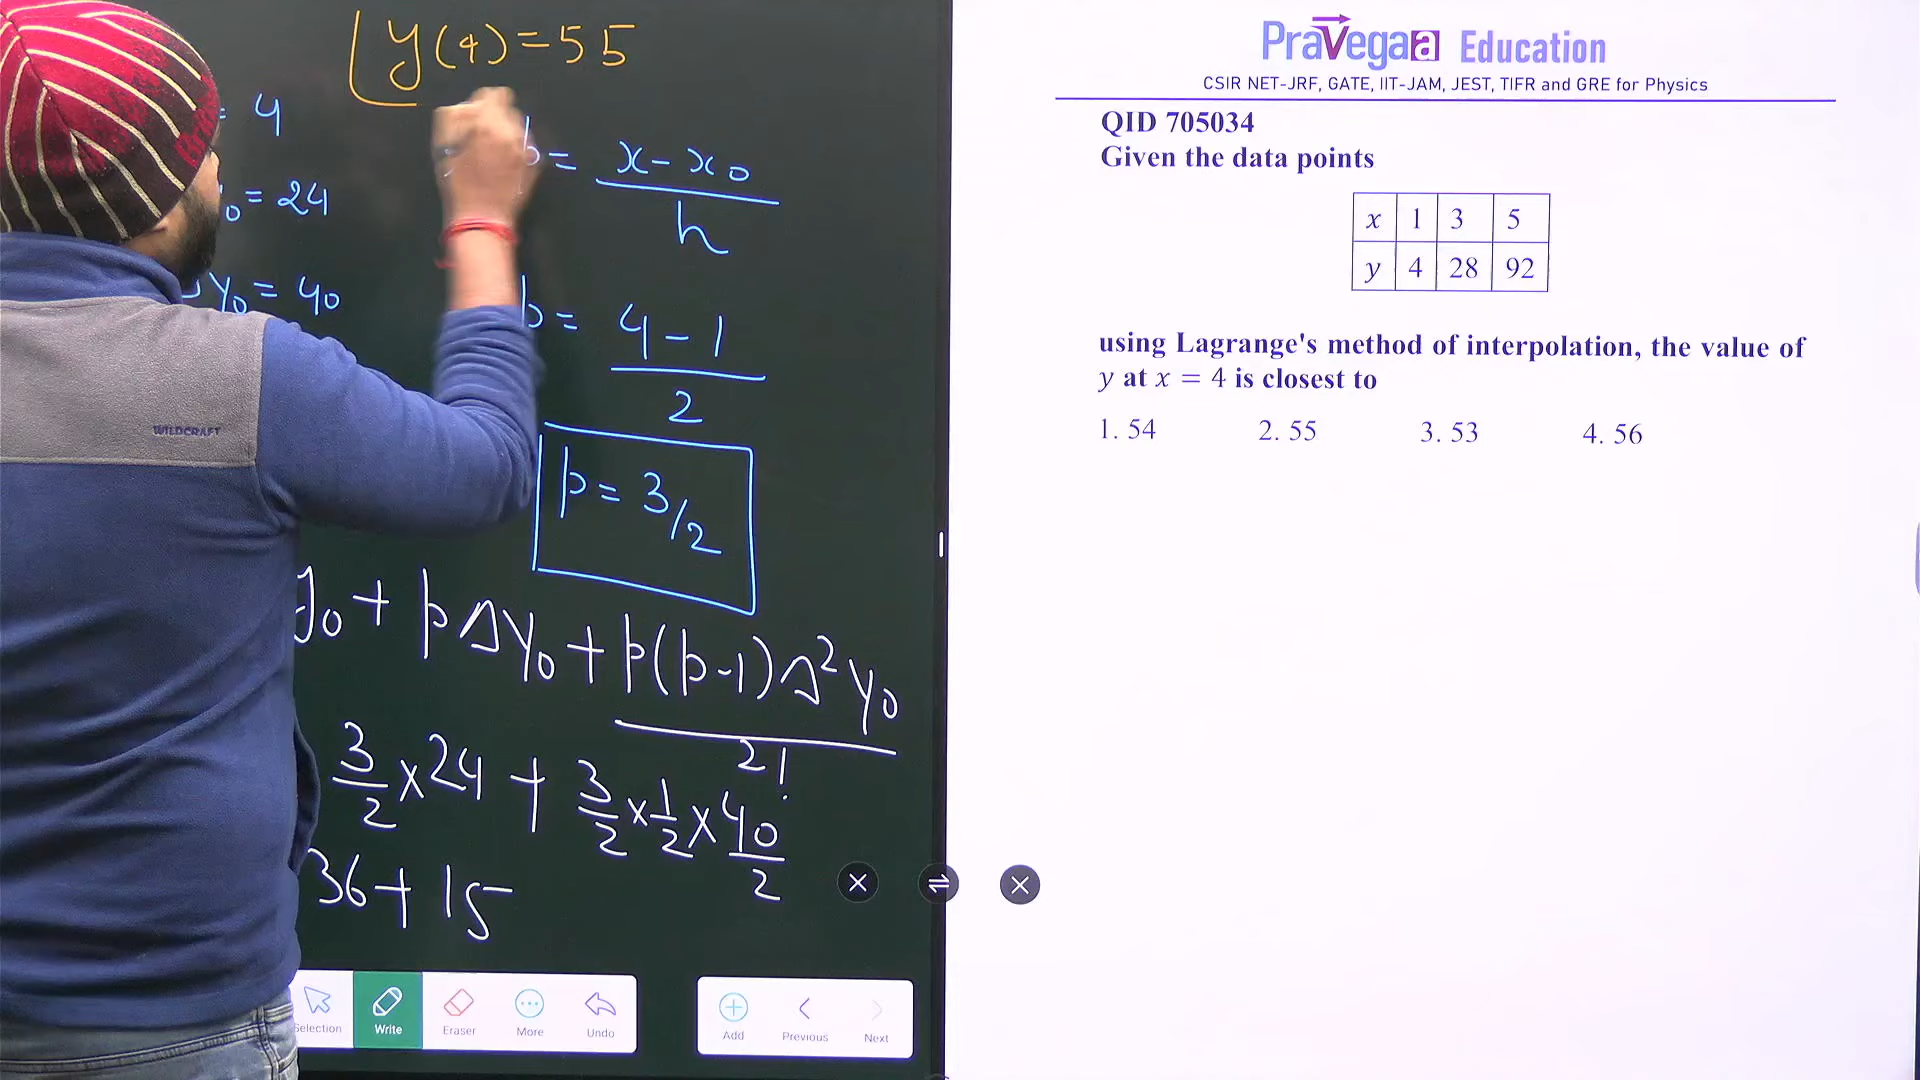 y(4)=55
= 4
0 = 24
Y0 = 40
p = x - x0
h
p = 4 - 1
2
p = 3/2
y0 + pΔy0 + p(p-1)Δ²y0
2!
3/2 × 24 + 3/2 × 1/2 × 40/2
36 + 15
WILDCRAFT
Selection
Write
Eraser
More
Undo
Add
Previous
Next
Pravegaa Education
CSIR NET-JRF, GATE, IIT-JAM, JEST, TIFR and GRE for Physics
QID 705034
Given the data points
x 1 3 5
y 4 28 92
using Lagrange's method of interpolation, the value of
y at x = 4 is closest to
1. 54 2. 55 3. 53 4. 56